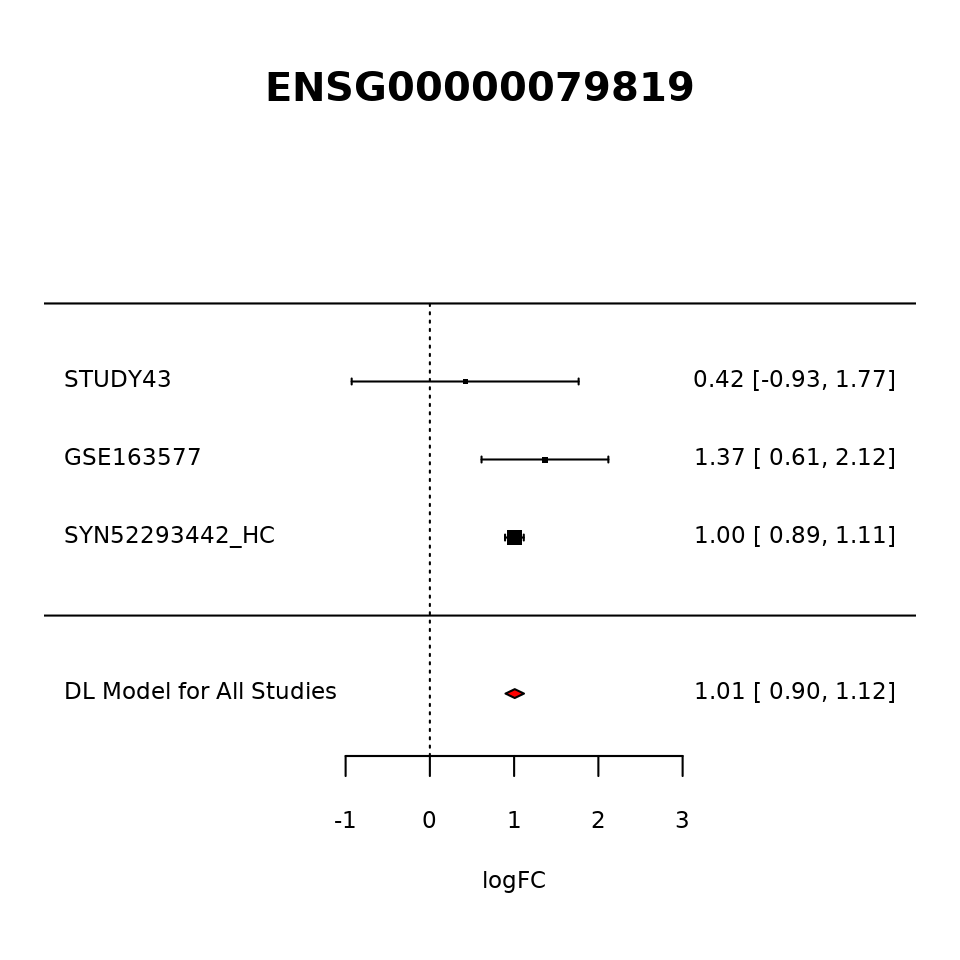 ENSG00000079819
STUDY43 0.42 [-0.93, 1.77]
GSE163577 1.37 [ 0.61, 2.12]
SYN52293442_HC 1.00 [ 0.89, 1.11]
DL Model for All Studies 1.01 [ 0.90, 1.12]
-1 0 1 2 3
logFC